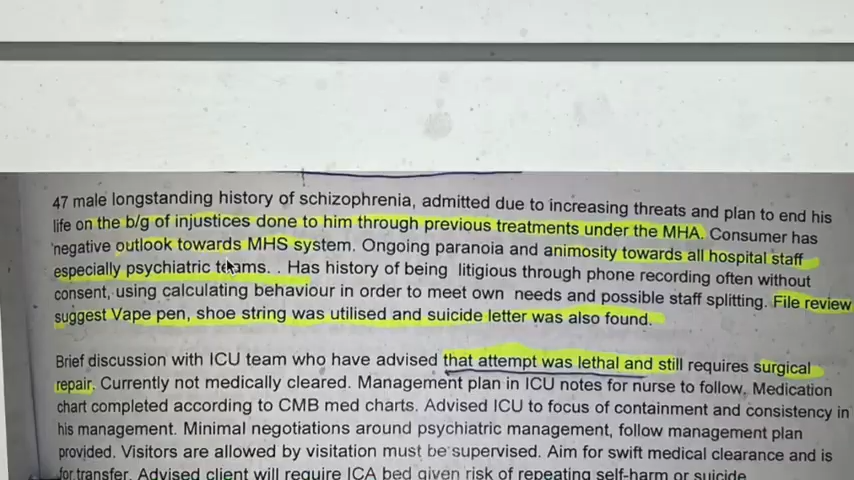 47 male longstanding history of schizophrenia, admitted due to increasing threats and plan to end his
life on the b/g of injustices done to him through previous treatments under the MHA. Consumer has
negative outlook towards MHS system. Ongoing paranoia and animosity towards all hospital staff
especially psychiatric teams. . Has history of being litigious through phone recording often without
consent, using calculating behaviour in order to meet own needs and possible staff splitting. File review
suggest Vape pen, shoe string was utilised and suicide letter was also found.
Brief discussion with ICU team who have advised that attempt was lethal and still requires surgical
repair. Currently not medically cleared. Management plan in ICU notes for nurse to follow. Medication
chart completed according to CMB med charts. Advised ICU to focus of containment and consistency in
his management. Minimal negotiations around psychiatric management, follow management plan
provided. Visitors are allowed by visitation must be supervised. Aim for swift medical clearance and is
for transfer. Advised client will require ICA bed given risk of repeating self-harm or suicide